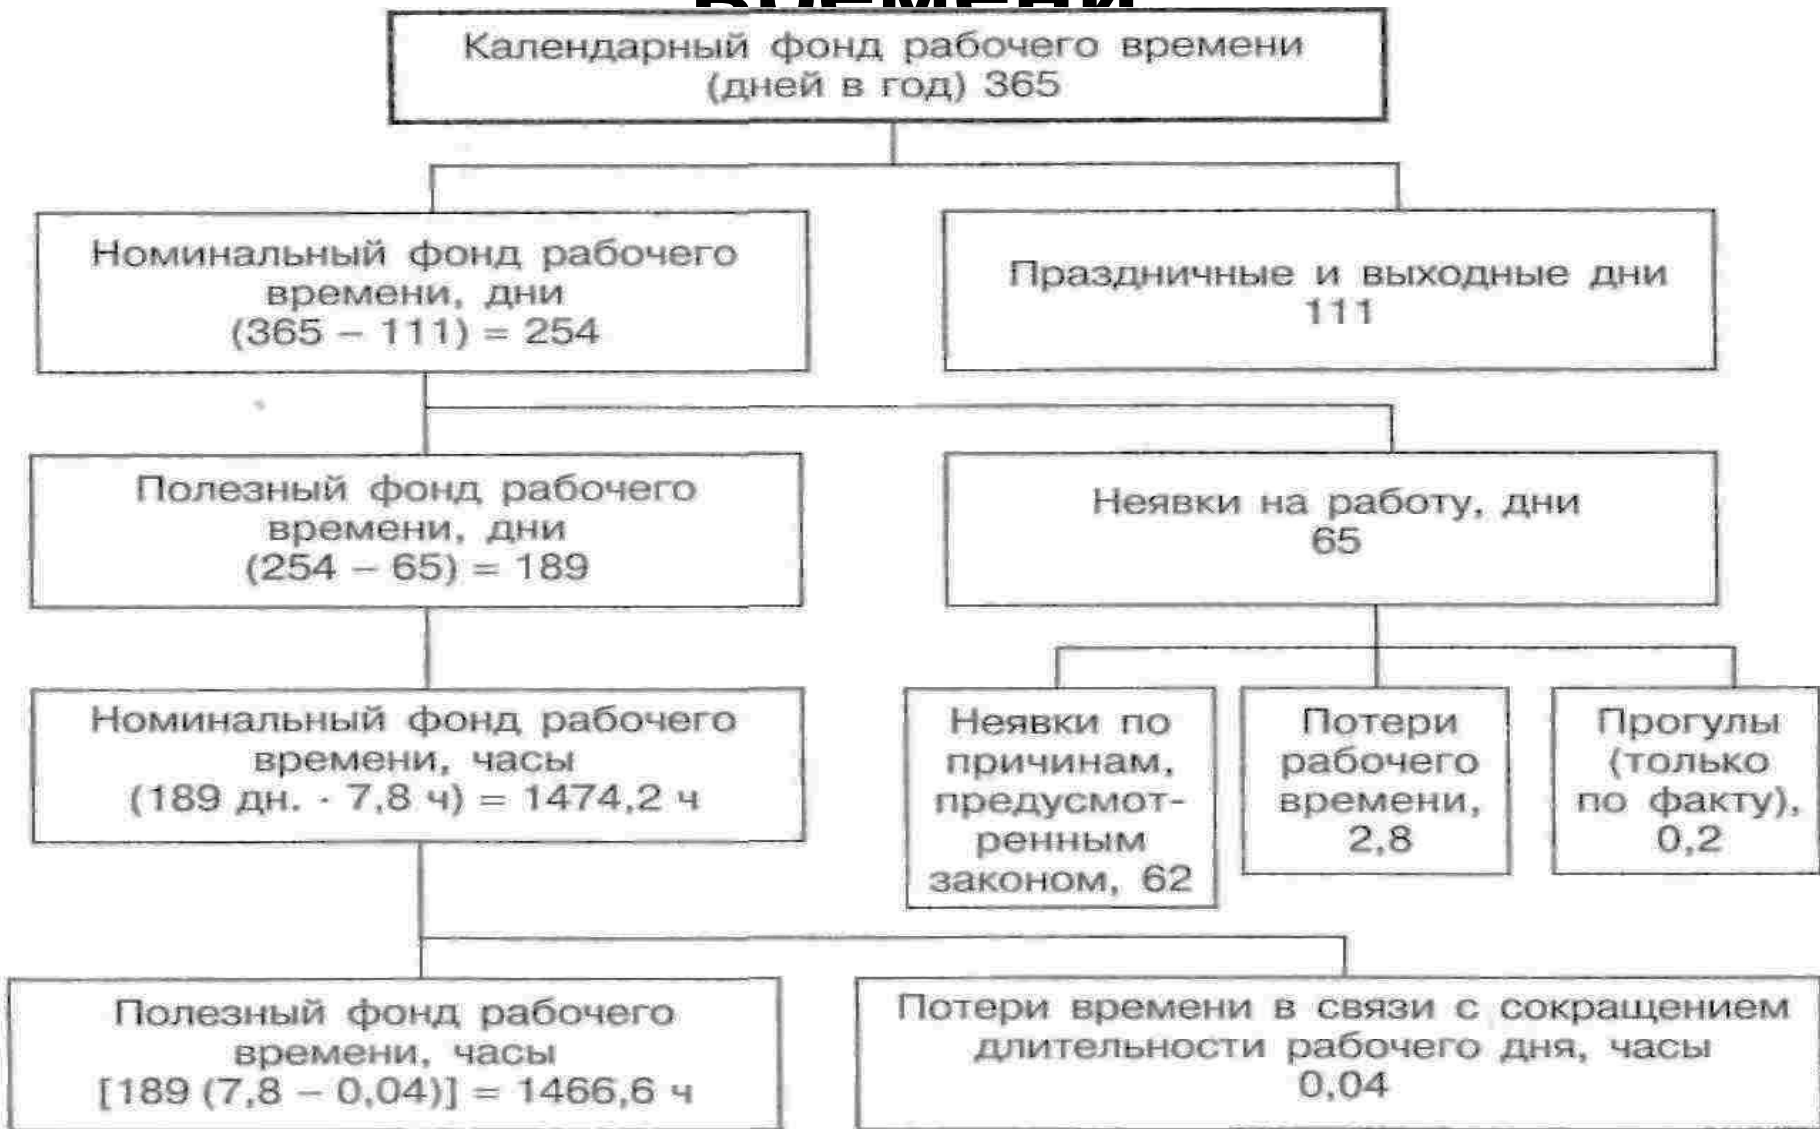 Календарный фонд рабочего времени
(дней в год) 365
Номинальный фонд рабочего
времени, дни
(365 – 111) = 254
Праздничные и выходные дни
111
Полезный фонд рабочего
времени, дни
(254 – 65) = 189
Неявки на работу, дни
65
Номинальный фонд рабочего
времени, часы
(189 дн. · 7,8 ч) = 1474,2 ч
Неявки по
причинам,
предусмот-
ренным
законом, 62
Потери
рабочего
времени,
2,8
Прогулы
(только
по факту),
0,2
Полезный фонд рабочего
времени, часы
[189 (7,8 – 0,04)] = 1466,6 ч
Потери времени в связи с сокращением
длительности рабочего дня, часы
0,04